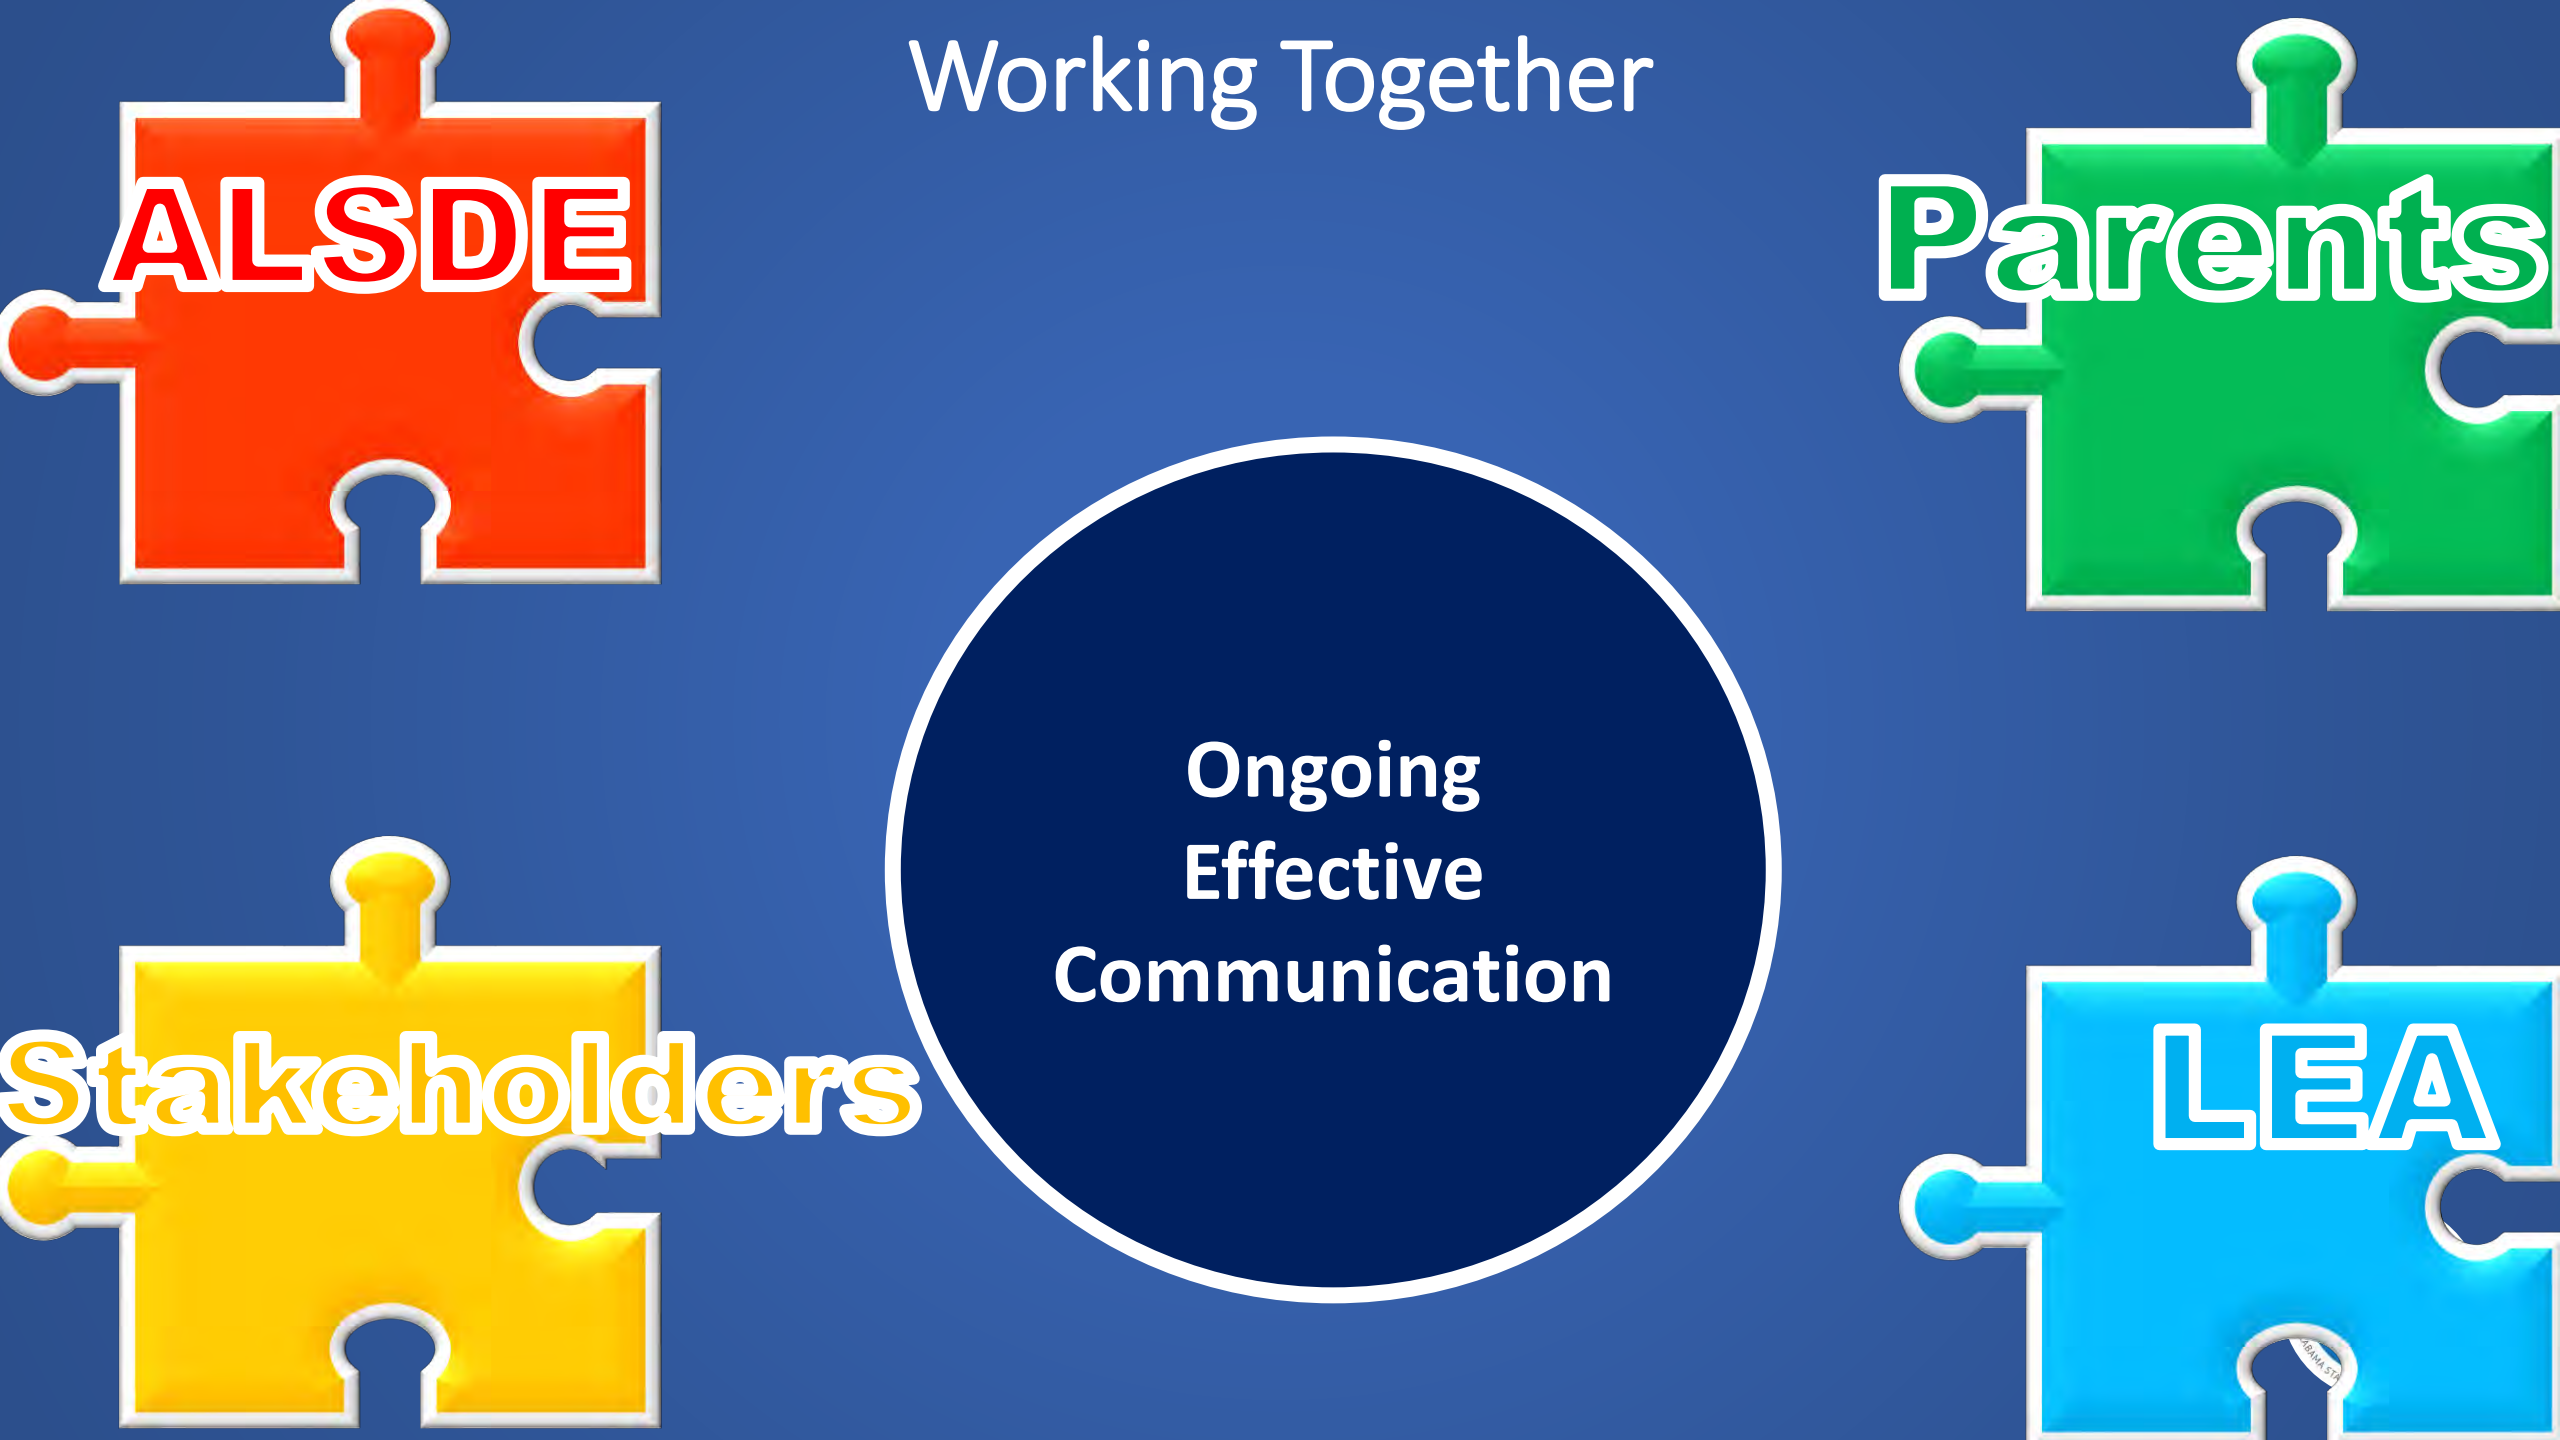 Working Together
ALSDE
Parents
Ongoing
Effective
Communication
Stakeholders
LEA